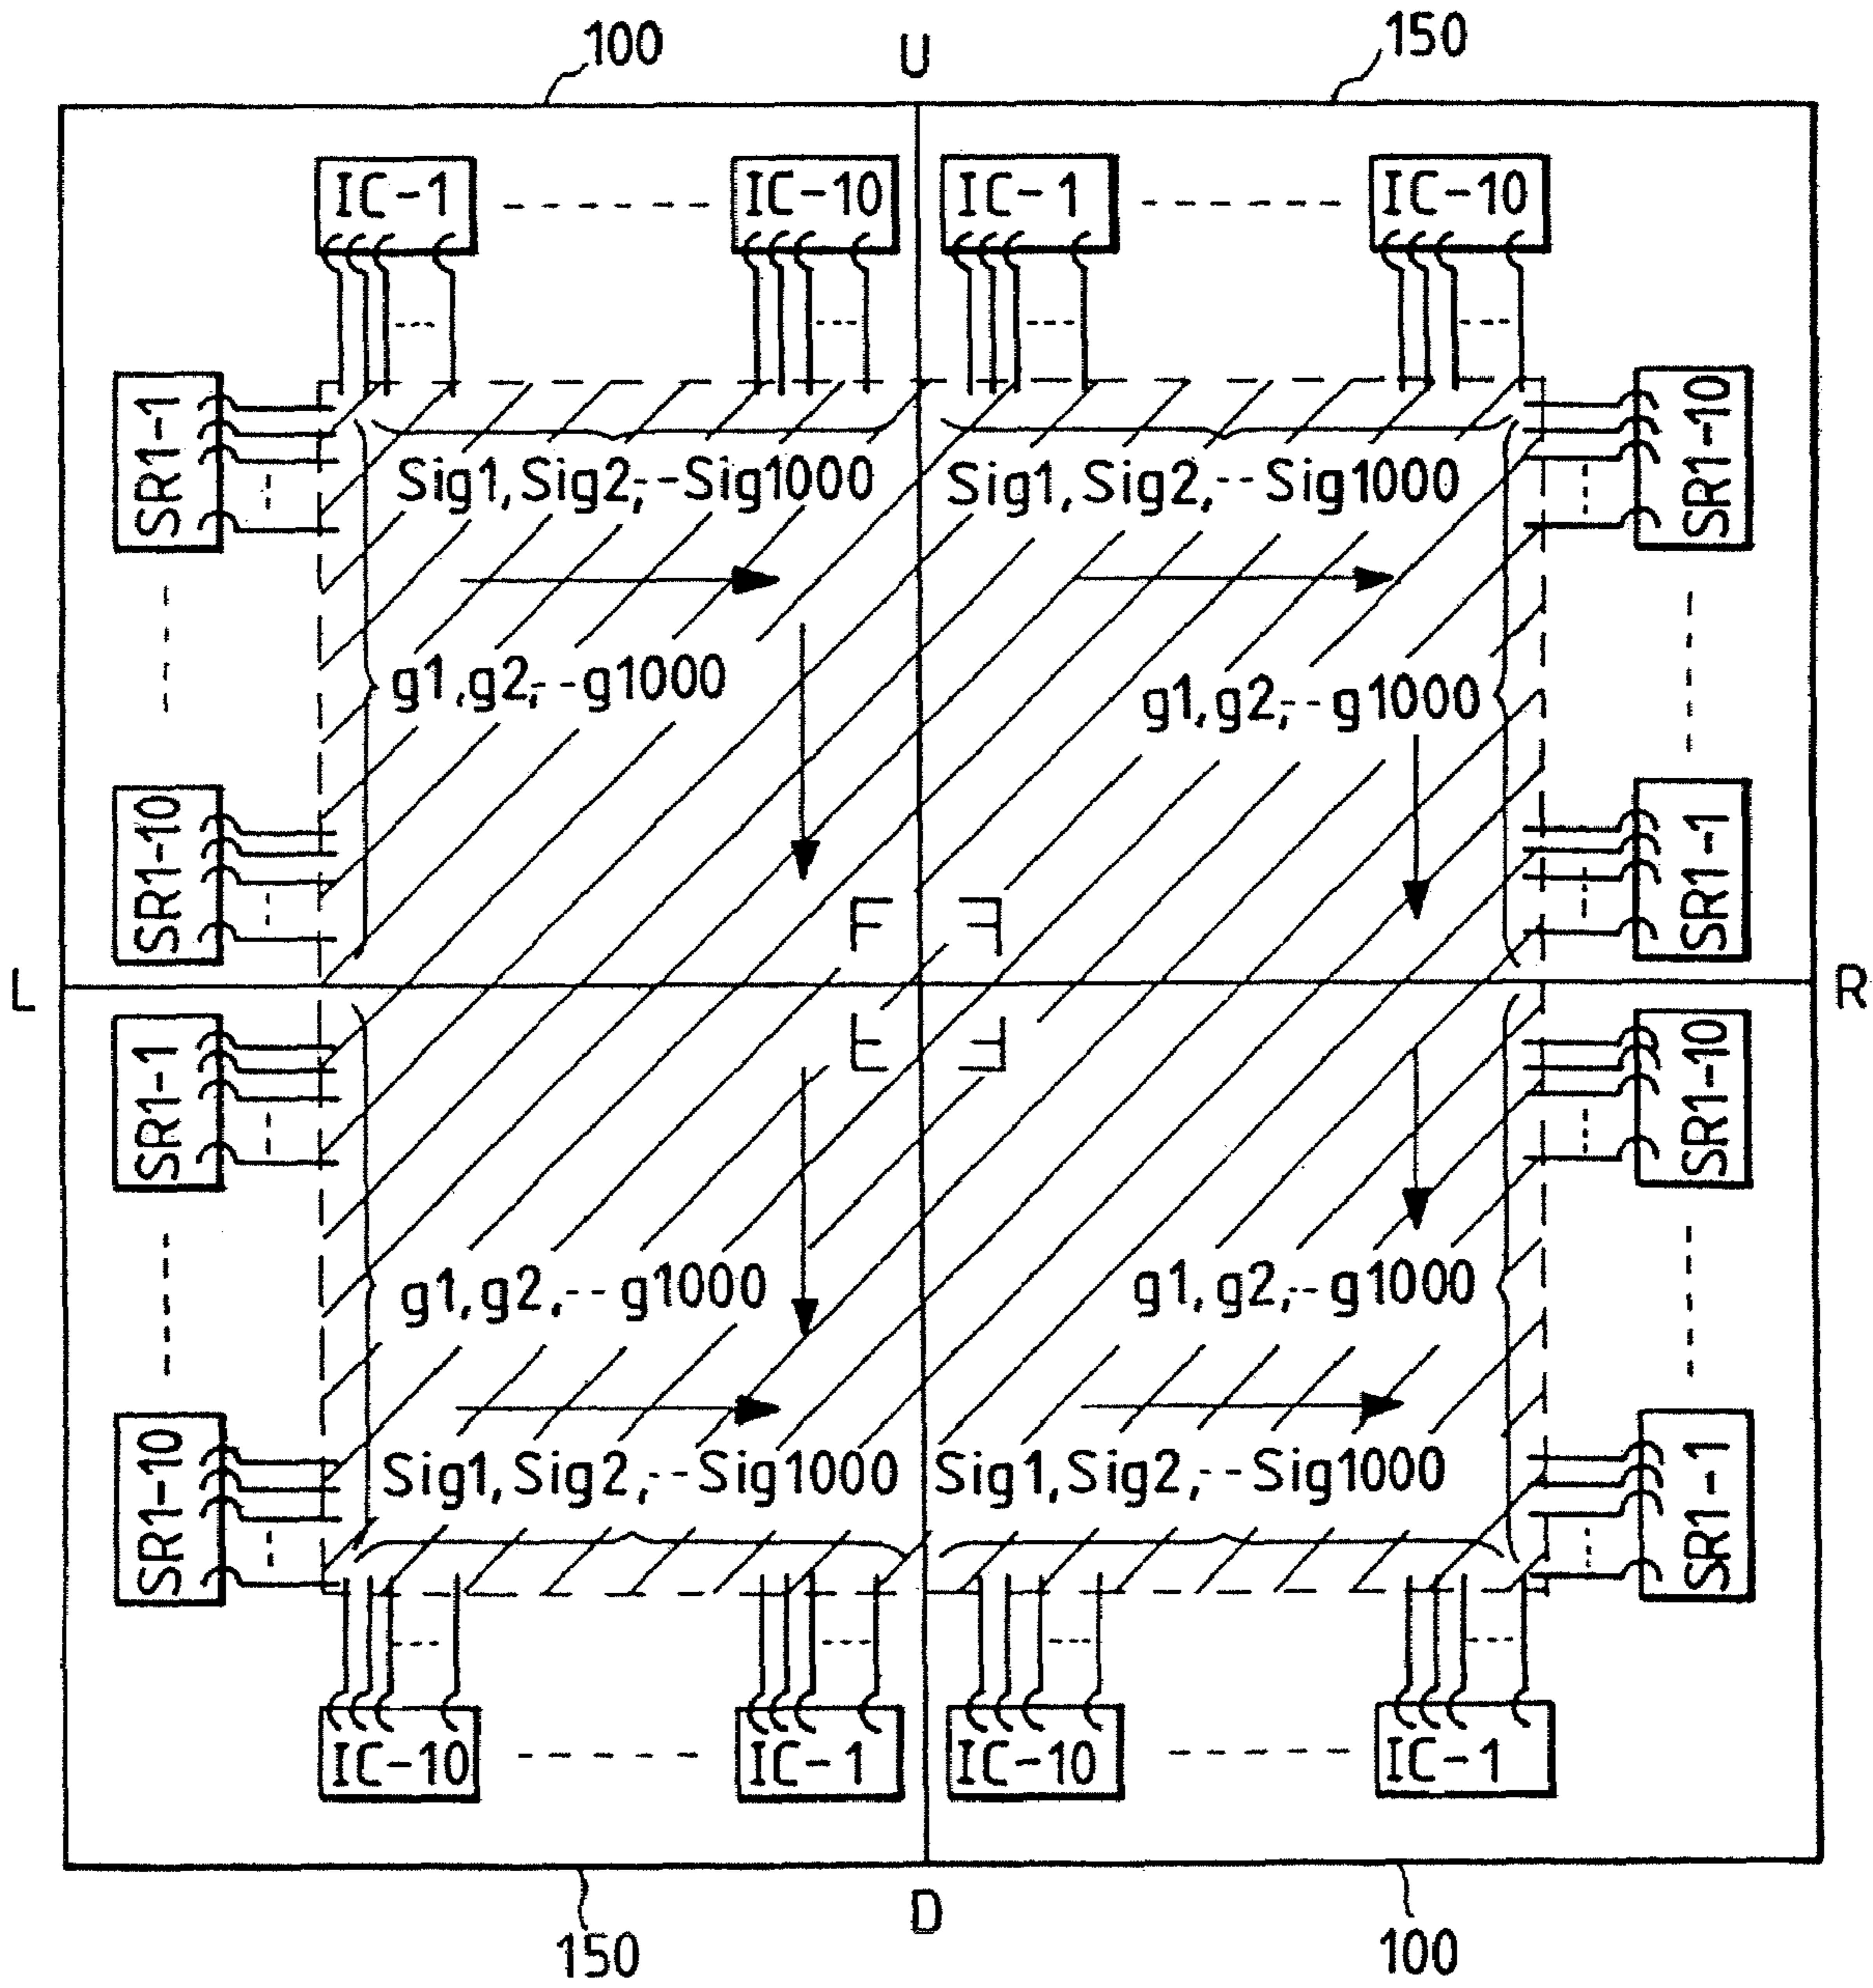 100
U
150
IC-1
IC-10
IC-1
IC-10
SR1-1
SR1-10
Sig1, Sig2,--Sig1000
Sig1, Sig2,--Sig1000
g1,g2,--g1000
g1,g2,--g1000
SR1-10
SR1-1
F
F
L
R
F
F
SR1-1
SR1-10
g1,g2,--g1000
g1,g2,--g1000
Sig1, Sig2,--Sig1000
Sig1, Sig2,--Sig1000
SR1-10
SR1-1
IC-10
IC-1
IC-10
IC-1
150
D
100